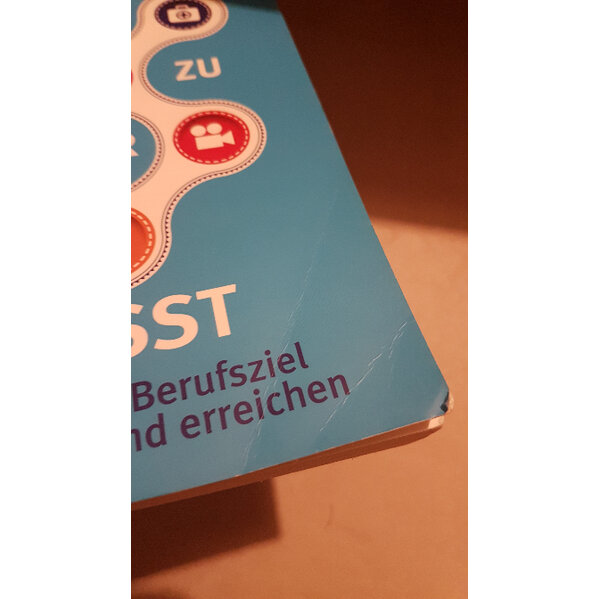 ZU
SST
Berufsziel
nd erreichen